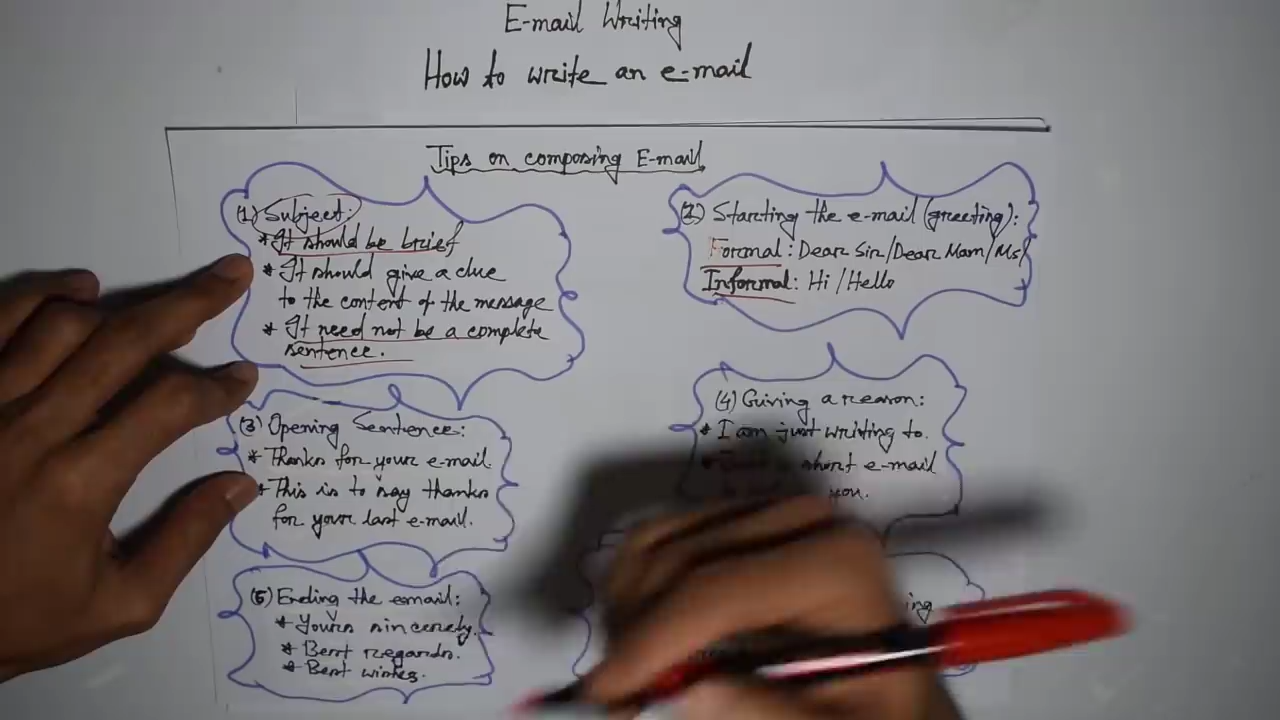 E-mail Writing
How to write an e-mail
Tips on composing E-mail
(1) Subject:
* It should be brief
* It should give a clue
to the content of the message
* It need not be a complete
sentence.
(2) Starting the e-mail (greeting):
Formal: Dear Sir/Dear Mam/Ms/
Informal: Hi/Hello
(3) Opening Sentence:
* Thanks for your e-mail.
* This is to say thanks
for your last e-mail.
(4) Giving a reason:
* I am just writing to.
short e-mail
you.
(5) Ending the email:
* Yours sincerely.
* Best regards.
* Best wishes.